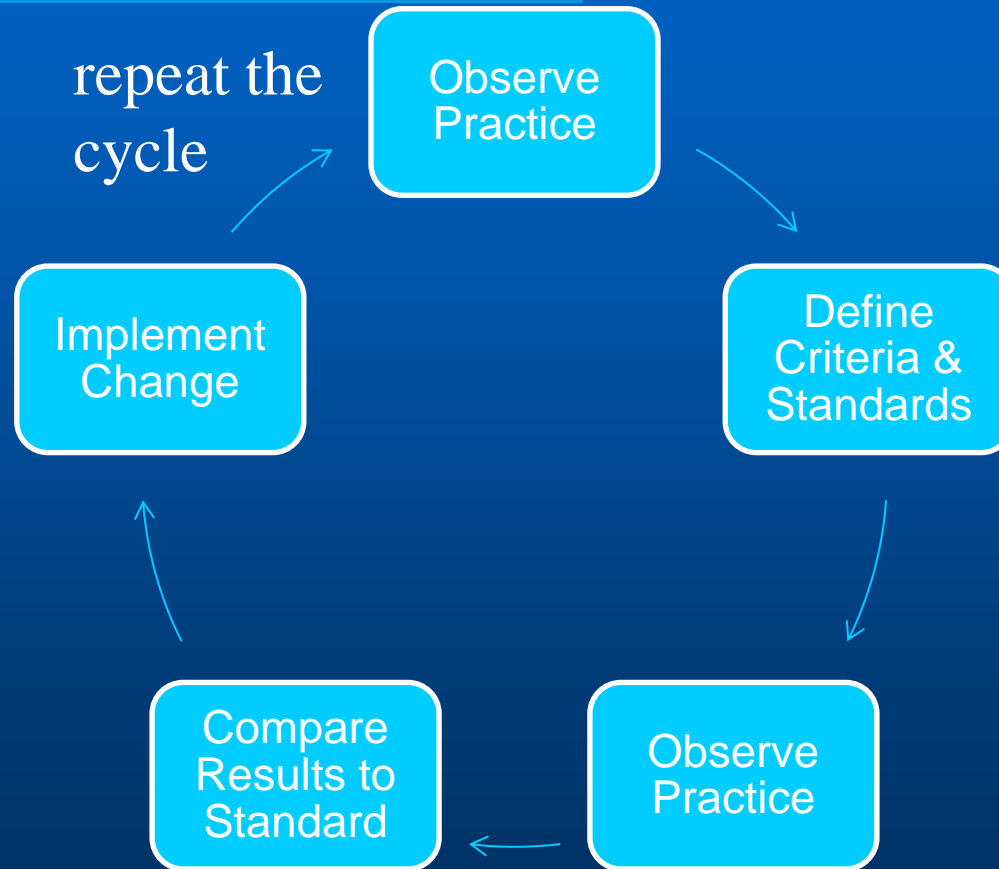 repeat the
cycle
Observe
Practice
Define
Criteria &
Standards
Observe
Practice
Compare
Results to
Standard
Implement
Change